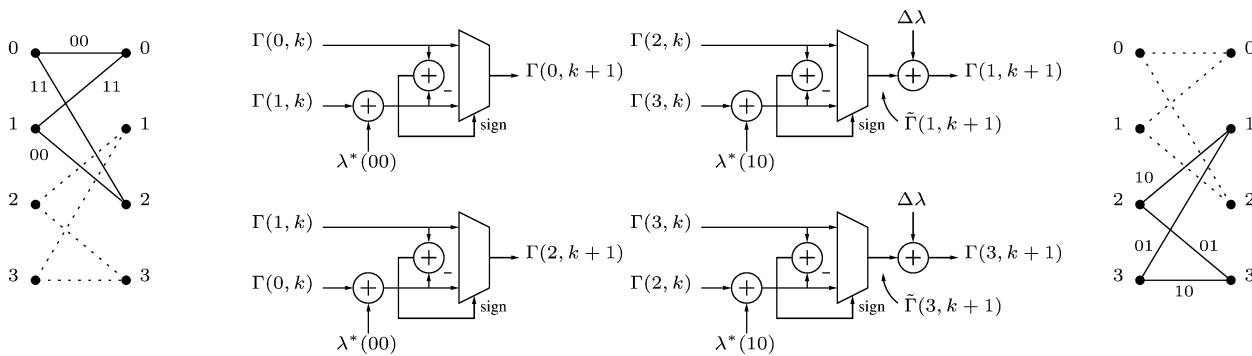 0 00 0
11 11
1 1
00
2 2
3 3
Γ(0, k)
Γ(1, k)
+
+
−
sign
λ*(00)
Γ(0, k + 1)
Γ(2, k)
Γ(3, k)
+
+
−
sign
λ*(10)
Δλ
+
Γ(1, k + 1)
Γ̃(1, k + 1)
Γ(1, k)
Γ(0, k)
+
+
−
sign
λ*(00)
Γ(2, k + 1)
Γ(3, k)
Γ(2, k)
+
+
−
sign
λ*(10)
Δλ
+
Γ(3, k + 1)
Γ̃(3, k + 1)
0 0
1 1
10
2 2
01 01
3 3
10